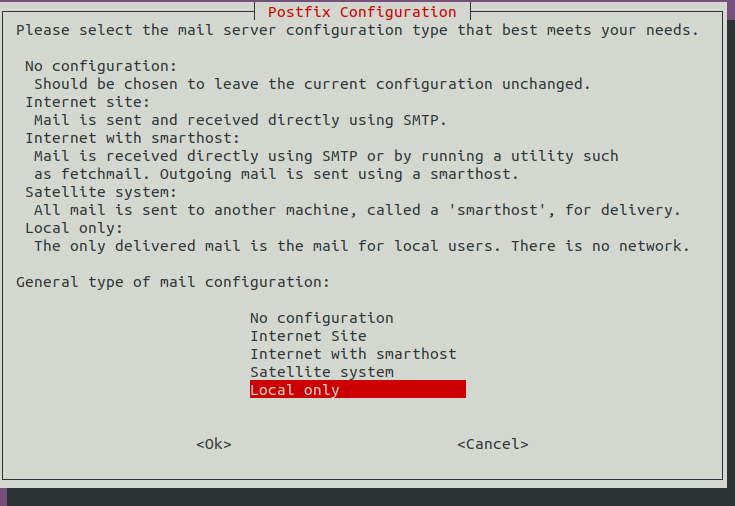 Postfix Configuration
Please select the mail server configuration type that best meets your needs.
No configuration:
Should be chosen to leave the current configuration unchanged.
Internet site:
Mail is sent and received directly using SMTP.
Internet with smarthost:
Mail is received directly using SMTP or by running a utility such
as fetchmail. Outgoing mail is sent using a smarthost.
Satellite system:
All mail is sent to another machine, called a 'smarthost', for delivery.
Local only:
The only delivered mail is the mail for local users. There is no network.
General type of mail configuration:
No configuration
Internet Site
Internet with smarthost
Satellite system
Local only
<Ok> <Cancel>